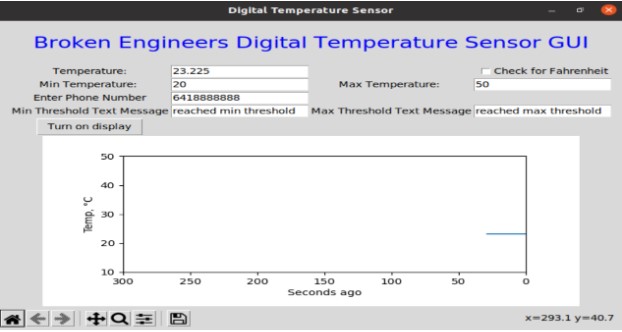 Digital Temperature Sensor
Broken Engineers Digital Temperature Sensor GUI
Temperature: 23.225 Check for Fahrenheit
Min Temperature: 20 Max Temperature: 50
Enter Phone Number 6418888888
Min Threshold Text Message reached min threshold Max Threshold Text Message reached max threshold
Turn on display
50
40
30
20
10
Temp, °C
300 250 200 150 100 50 0
Seconds ago
x=293.1 y=40.7